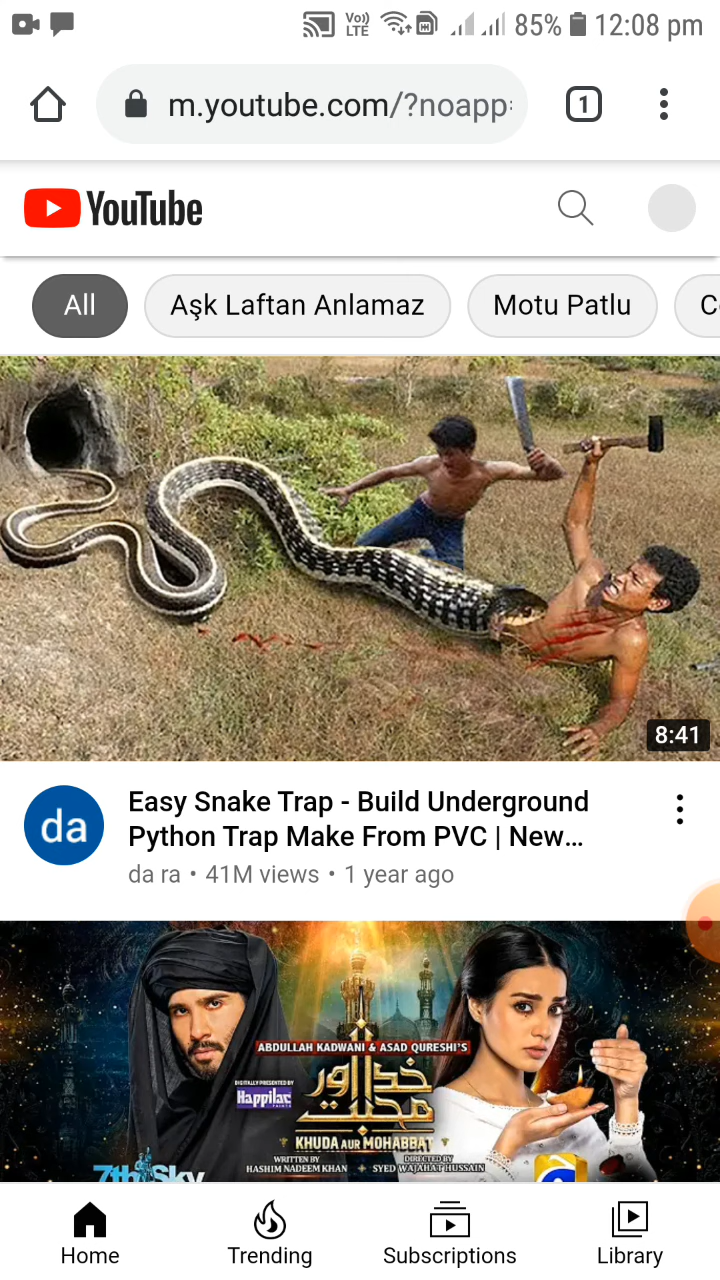 Vo))
LTE
85%
12:08 pm
m.youtube.com/?noapp
1
YouTube
All
Aşk Laftan Anlamaz
Motu Patlu
8:41
da
Easy Snake Trap - Build Underground
Python Trap Make From PVC | New...
da ra • 41M views • 1 year ago
ABDULLAH KADWANI & ASAD QURESHI'S
DIGITALLY PRESENTED BY
Happilac
PAINTS
خدا اور
محبت
KHUDA AUR MOHABBAT
WRITTEN BY
HASHIM NADEEM KHAN
DIRECTED BY
SYED WAJAHAT HUSSAIN
7th Sky
Home
Trending
Subscriptions
Library